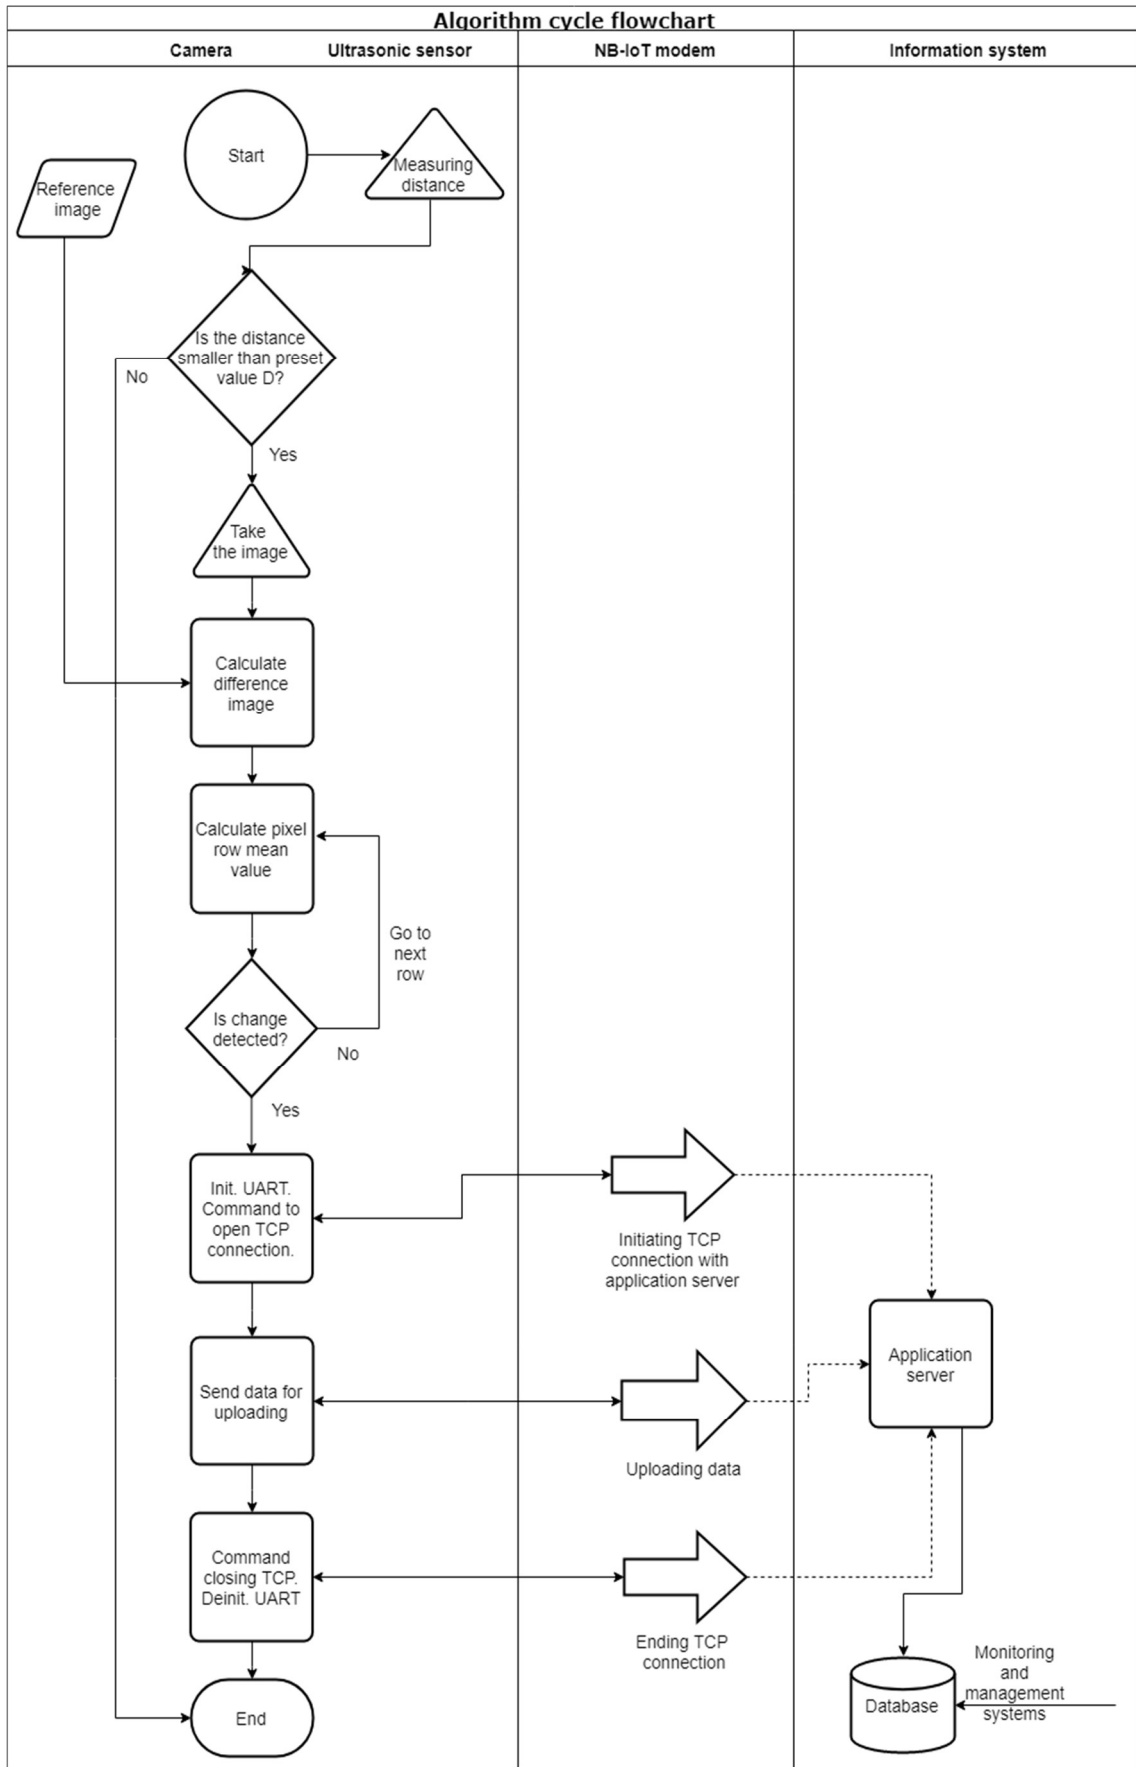 Algorithm cycle flowchart
Camera
Ultrasonic sensor
NB-IoT modem
Information system
Start
Measuring
distance
Reference
image
Is the distance
smaller than preset
value D?
No
Yes
Take
the image
Calculate
difference
image
Calculate pixel
row mean
value
Go to
next
row
Is change
detected?
No
Yes
Init. UART.
Command to
open TCP
connection.
Initiating TCP
connection with
application server
Application
server
Send data for
uploading
Uploading data
Command
closing TCP.
Deinit. UART
Ending TCP
connection
Monitoring
and
management
systems
Database
End